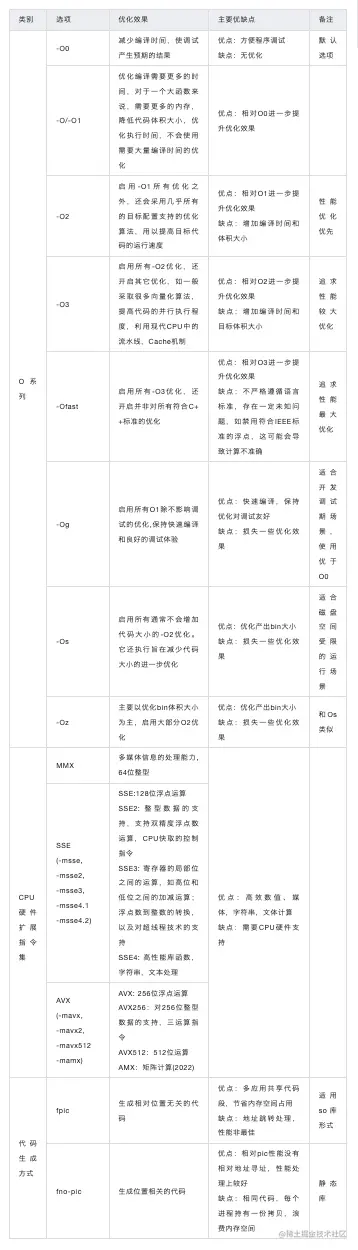 类别 选项 优化效果 主要优缺点 备注
O 系列
-O0
减少编译时间，使调试
产生预期的结果
优点：方便程序调试
缺点：无优化
默认
选项
-O/-O1
优化编译需要更多的时
间，对于一个大函数来
说，需要更多的内存，
降低代码体积大小，优
化执行时间，不会使用
需要大量编译时间的优
化
优点：相对O0进一步提
升优化效果
-O2
启用-O1所有优化之
外，还会采用几乎所有
的目标配置支持的优化
算法，用以提高目标代
码的运行速度
优点：相对O1进一步提
升优化效果
缺点：增加编译时间和
体积大小
性能
优化
优先
-O3
启用所有-O2优化，还
开启其它优化，如一般
采取很多向量化算法，
提高代码的并行执行程
度，利用现代CPU中的
流水线，Cache机制
优点：相对O2进一步提
升优化效果
缺点：增加编译时间和
目标体积大小
追求
性能
较大
优化
-Ofast
启用所有-O3优化，还
开启并非对所有符合C+
+标准的优化
优点：相对O3进一步提
升优化效果
缺点：不严格遵循语言
标准，存在一定未知问
题，如禁用符合IEEE标准
的浮点，这可能会导
致计算不准确
追求
性能
最大
优化
-Og
启用所有O1除不影响调
试的优化,保持快速编译
和良好的调试体验
优点：快速编译，保持
优化对调试友好
缺点：损失一些优化效
果
适合
开发
调试
期场
景，
使用
优于
O0
-Os
启用所有通常不会增加
代码大小的-O2优化。
它还执行旨在减少代码
大小的进一步优化
优点：优化产出bin大小
缺点：损失一些优化效
果
适合
磁盘
空间
受限
的运
行场
景
-Oz
主要以优化bin体积大小
为主，启用大部分O2优
化
优点：优化产出bin大小
缺点：损失一些优化效
果
和Os
类似
CPU
硬件
扩展
指令
集
MMX
多媒体信息的处理能力，
64位整型
SSE
(-msse,
-msse2,
-msse3,
-msse4.1
-msse4.2)
SSE:128位浮点运算
SSE2: 整型数据的支
持，支持双精度浮点数
运算，CPU快取的控制
指令
SSE3: 寄存器的局部位
之间的运算，如高位和
低位之间的加减运算；
浮点数到整数的转换，
以及对超线程技术的支
持
SSE4: 高性能库函数，
字符串，文本处理
AVX
(-mavx,
-mavx2,
-mavx512
-mamx)
AVX: 256位浮点运算
AVX256：对256位整型
数据的支持，三运算指
令
AVX512：512位运算
AMX：矩阵计算(2022)
优点：高效数值，媒
体，字符串，文体计算
缺点：需要CPU硬件支
持
代码
生成
方式
fpic
生成相对位置无关的代
码
优点：多应用共享代码
段，节省内存空间占用
缺点：地址跳转处理，
性能非最佳
适用
so库
形式
fno-pic
生成位置相关的代码
优点：相对pic性能没有
相对地址寻址，性能处
理上较好
缺点：相同代码，每个
进程持有一份拷贝，浪
费内存空间
静态
库
@稀土掘金技术社区